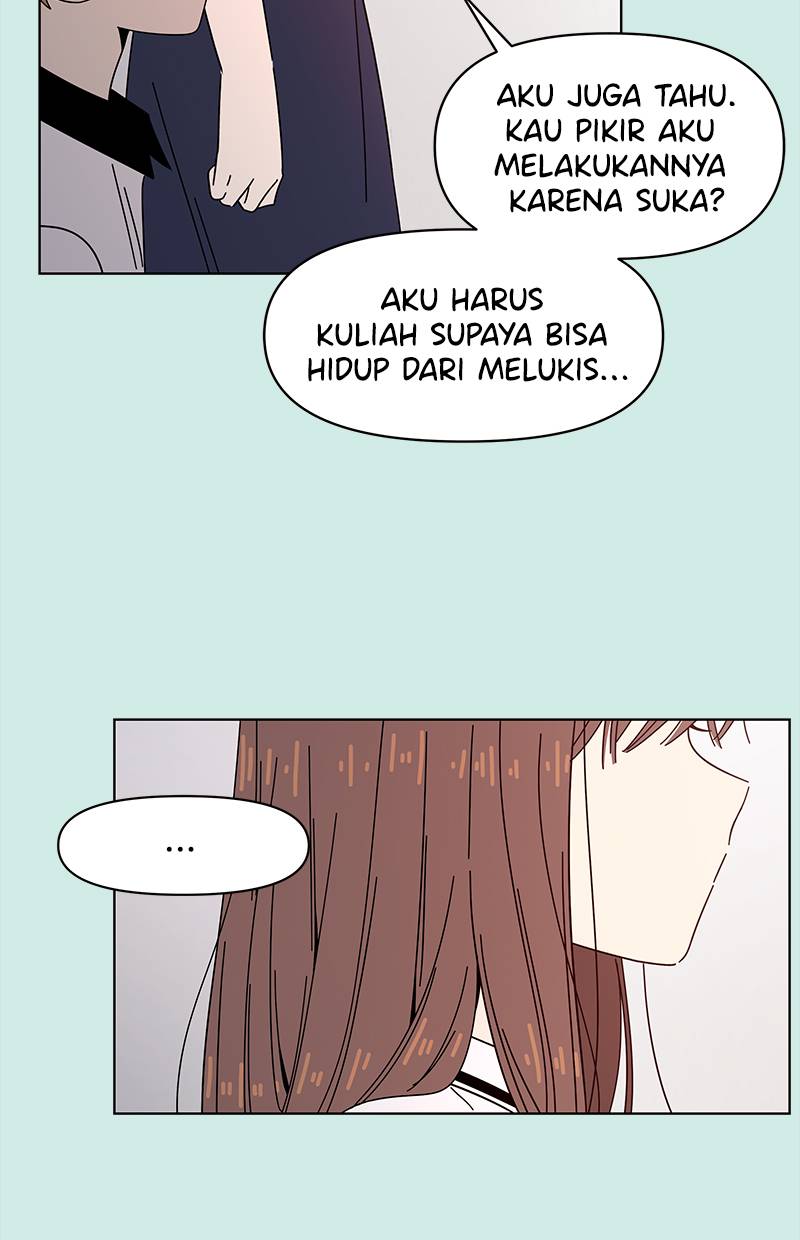 AKU JUGA TAHU.
KAU PIKIR AKU
MELAKUKANNYA
KARENA SUKA?
AKU HARUS
KULIAH SUPAYA BISA
HIDUP DARI MELUKIS...
...